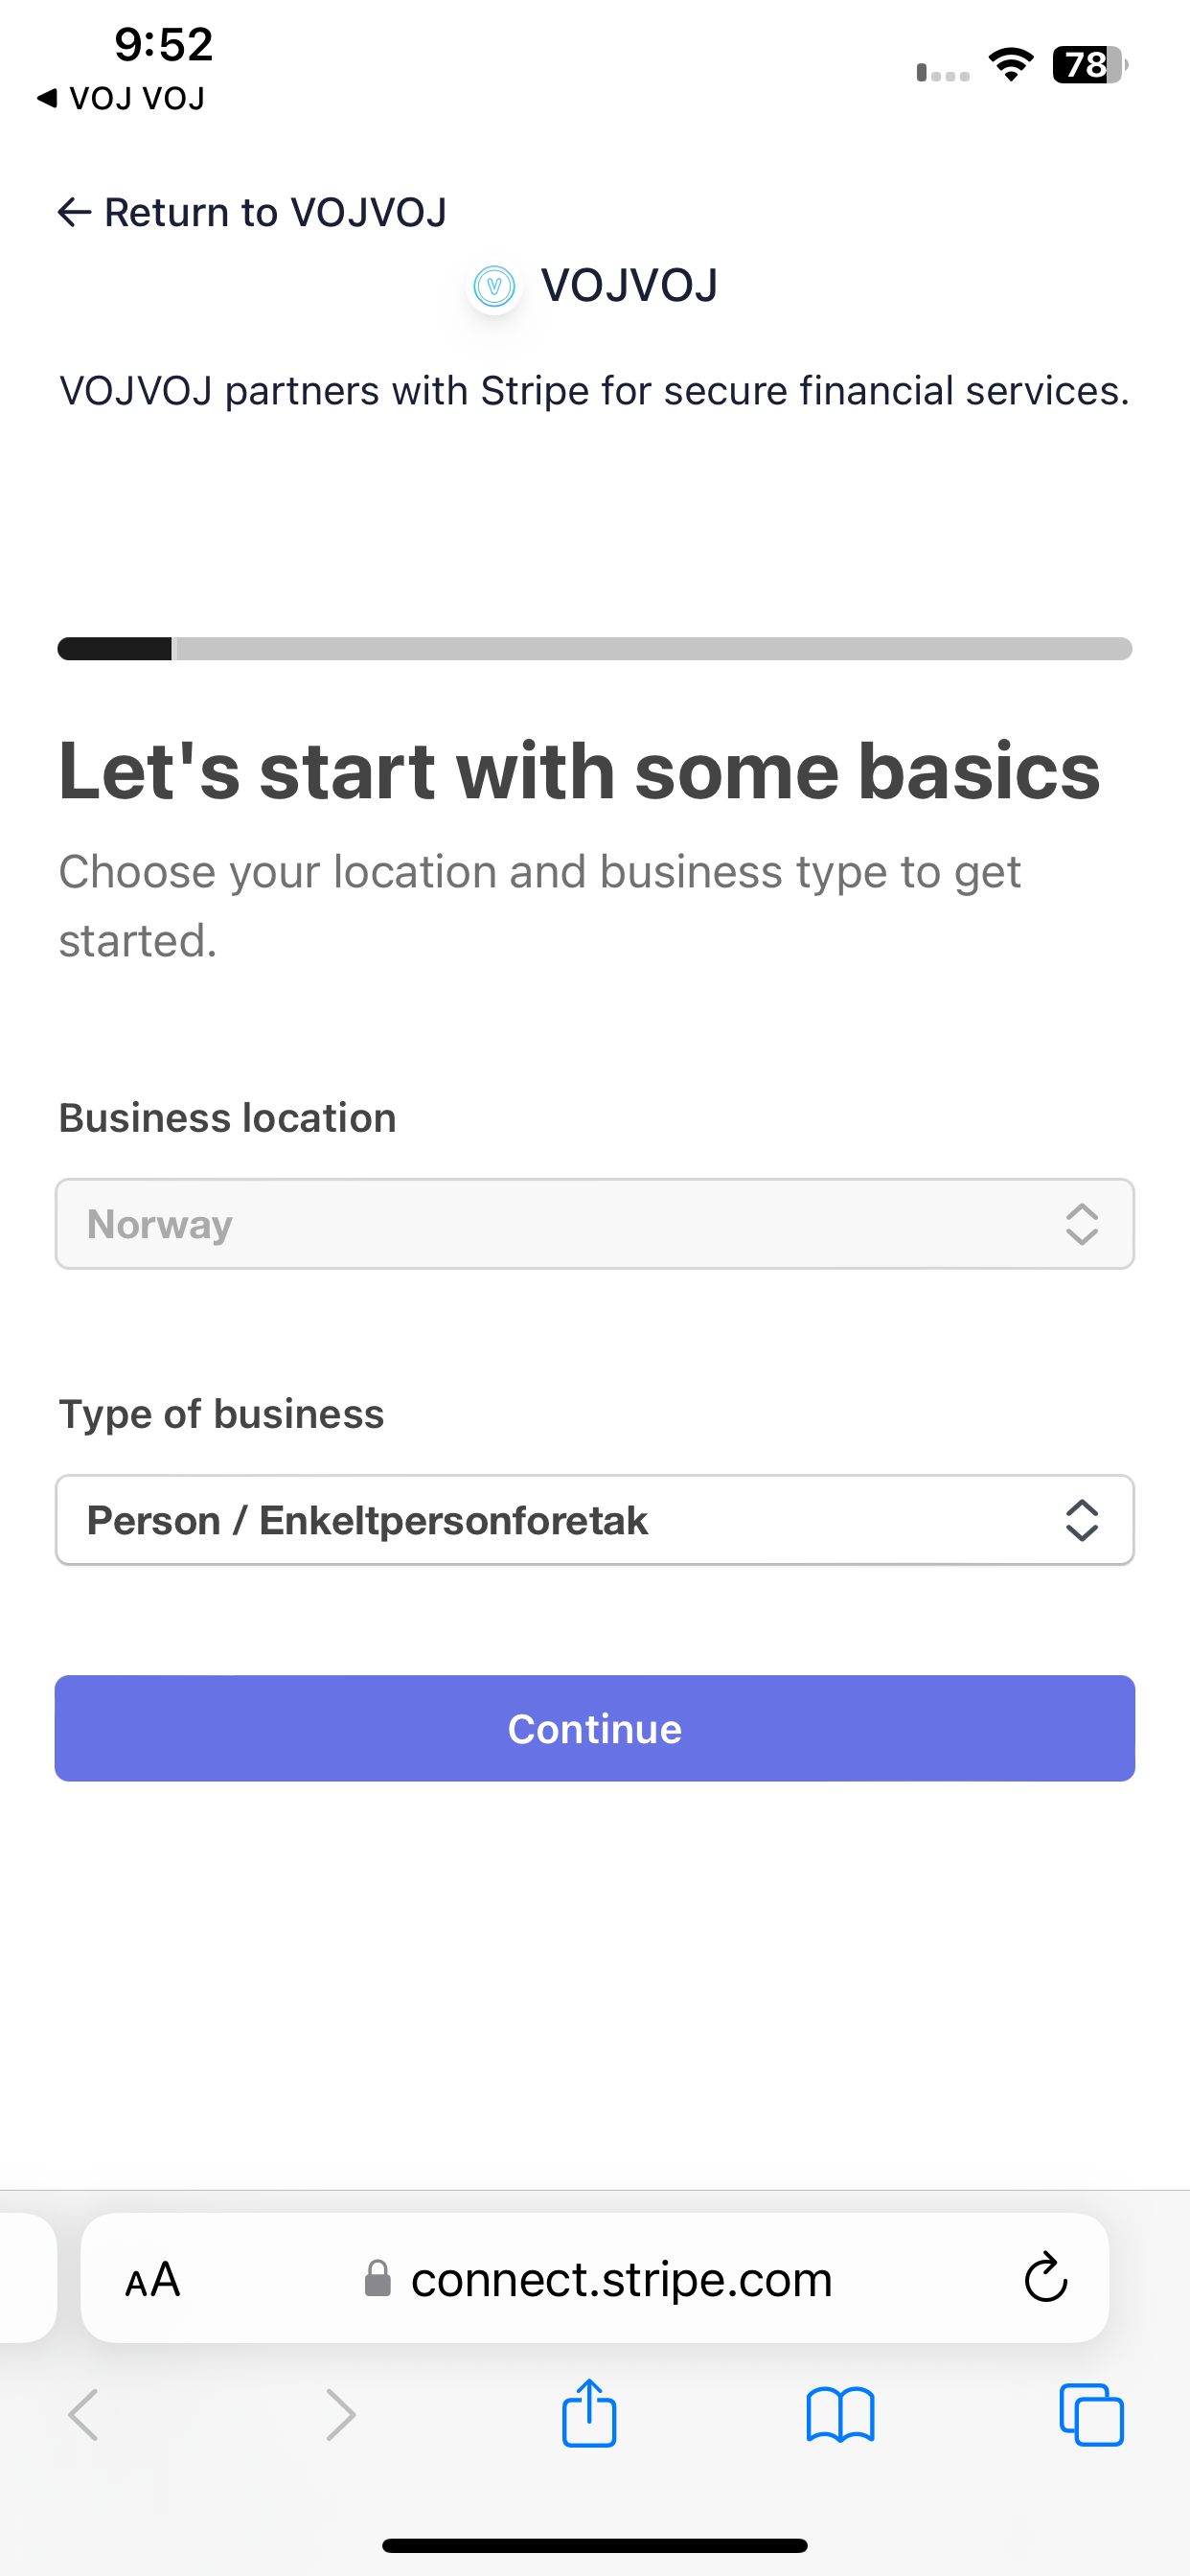 9:52
78
◀ VOJ VOJ
← Return to VOJVOJ
V VOJVOJ
VOJVOJ partners with Stripe for secure financial services.
Let's start with some basics
Choose your location and business type to get
started.
Business location
Norway
Type of business
Person / Enkeltpersonforetak
Continue
AA connect.stripe.com